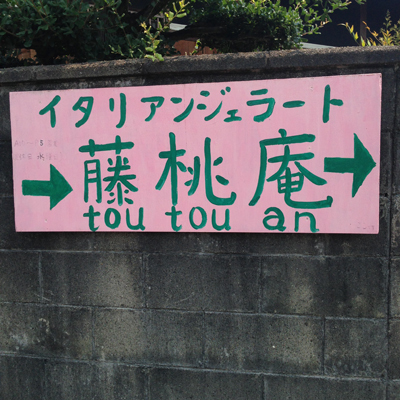 イタリアンジェラート
→ 藤桃庵 →
tou tou an